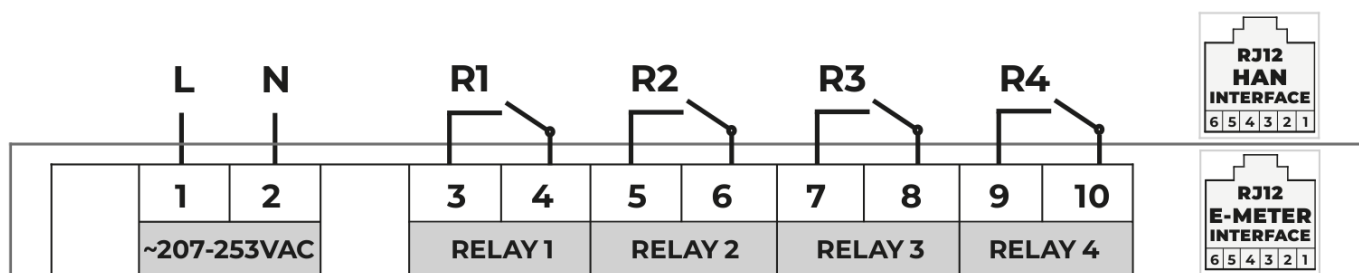 L N R1 R2 R3 R4
1 2 3 4 5 6 7 8 9 10
~207-253VAC RELAY 1 RELAY 2 RELAY 3 RELAY 4
RJ12
HAN
INTERFACE
6 5 4 3 2 1
RJ12
E-METER
INTERFACE
6 5 4 3 2 1